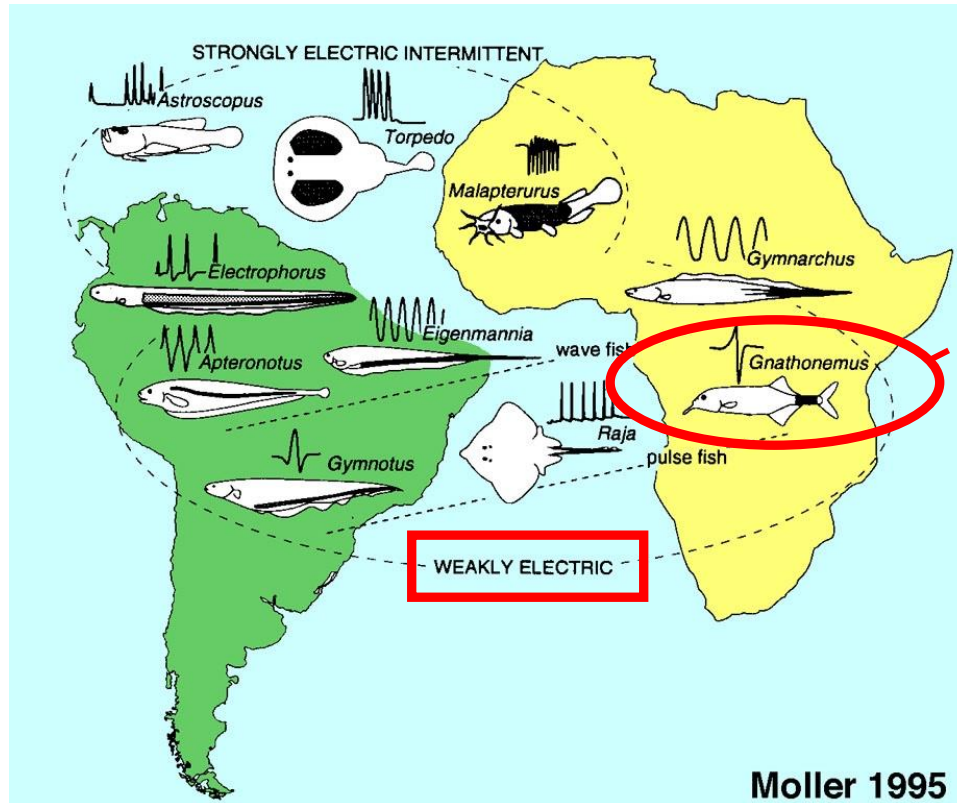 STRONGLY ELECTRIC INTERMITTENT
Astroscopus
Torpedo
Malapterurus
Gymnarchus
Electrophorus
Eigenmannia
Apteronotus
wave fish
Gnathonemus
Raja
Gymnotus
pulse fish
WEAKLY ELECTRIC
Moller 1995